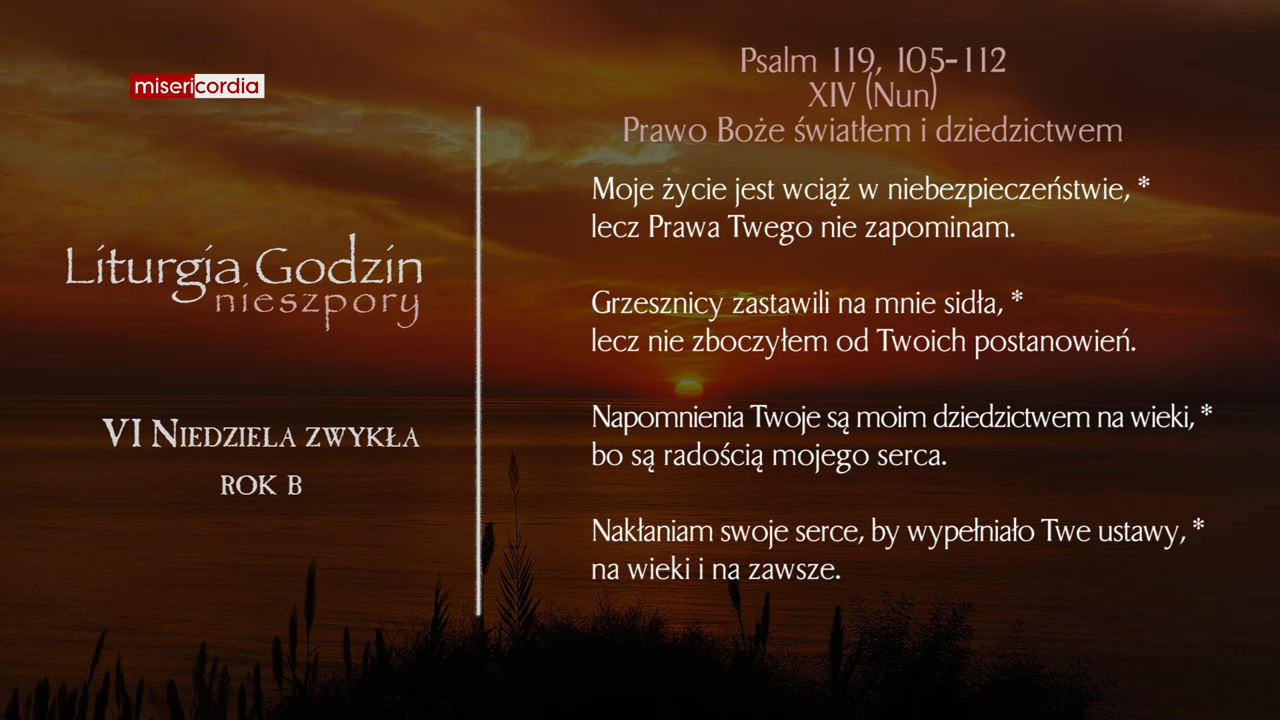 misericordia
Liturgia Godzin
nieszpory
VI Niedziela zwykła
rok B
Psalm 119, 105-112
XIV (Nun)
Prawo Boże światłem i dziedzictwem
Moje życie jest wciąż w niebezpieczeństwie, *
lecz Prawa Twego nie zapominam.
Grzesznicy zastawili na mnie sidła, *
lecz nie zboczyłem od Twoich postanowień.
Napomnienia Twoje są moim dziedzictwem na wieki, *
bo są radością mojego serca.
Nakłaniam swoje serce, by wypełniało Twe ustawy, *
na wieki i na zawsze.